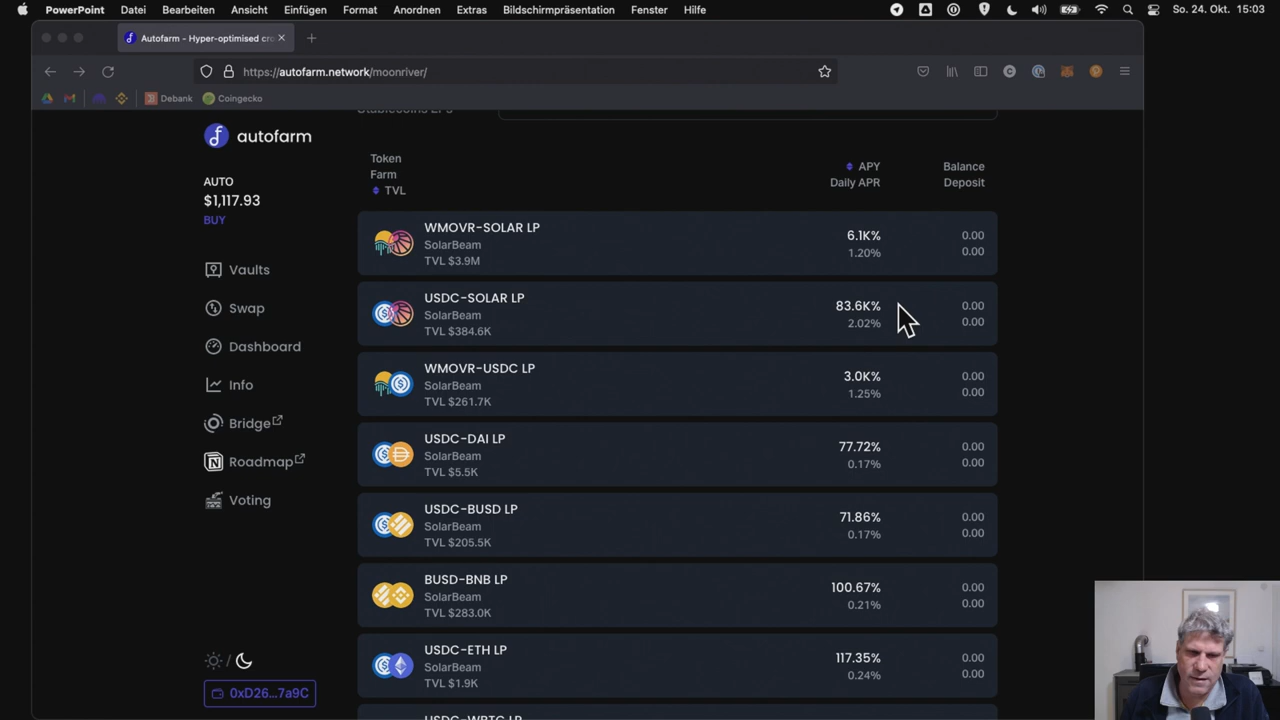 PowerPoint Datei Bearbeiten Ansicht Einfügen Format Anordnen Extras Bildschirmpräsentation Fenster Hilfe So. 24. Okt. 15:03
Autofarm - Hyper-optimised cro
https://autofarm.network/moonriver/
Debank Coingecko
Stablecoins LPs
autofarm
AUTO
$1,117.93
BUY
Vaults
Swap
Dashboard
Info
Bridge
Roadmap
Voting
0xD26...7a9C
Token
Farm
TVL
APY
Daily APR
Balance
Deposit
WMOVR-SOLAR LP 6.1K% 0.00
SolarBeam 1.20% 0.00
TVL $3.9M
USDC-SOLAR LP 83.6K% 0.00
SolarBeam 2.02% 0.00
TVL $384.6K
WMOVR-USDC LP 3.0K% 0.00
SolarBeam 1.25% 0.00
TVL $261.7K
USDC-DAI LP 77.72% 0.00
SolarBeam 0.17% 0.00
TVL $5.5K
USDC-BUSD LP 71.86% 0.00
SolarBeam 0.17% 0.00
TVL $205.5K
BUSD-BNB LP 100.67% 0.00
SolarBeam 0.21% 0.00
TVL $283.0K
USDC-ETH LP 117.35% 0.00
SolarBeam 0.24% 0.00
TVL $1.9K
USDC-WBTC LP